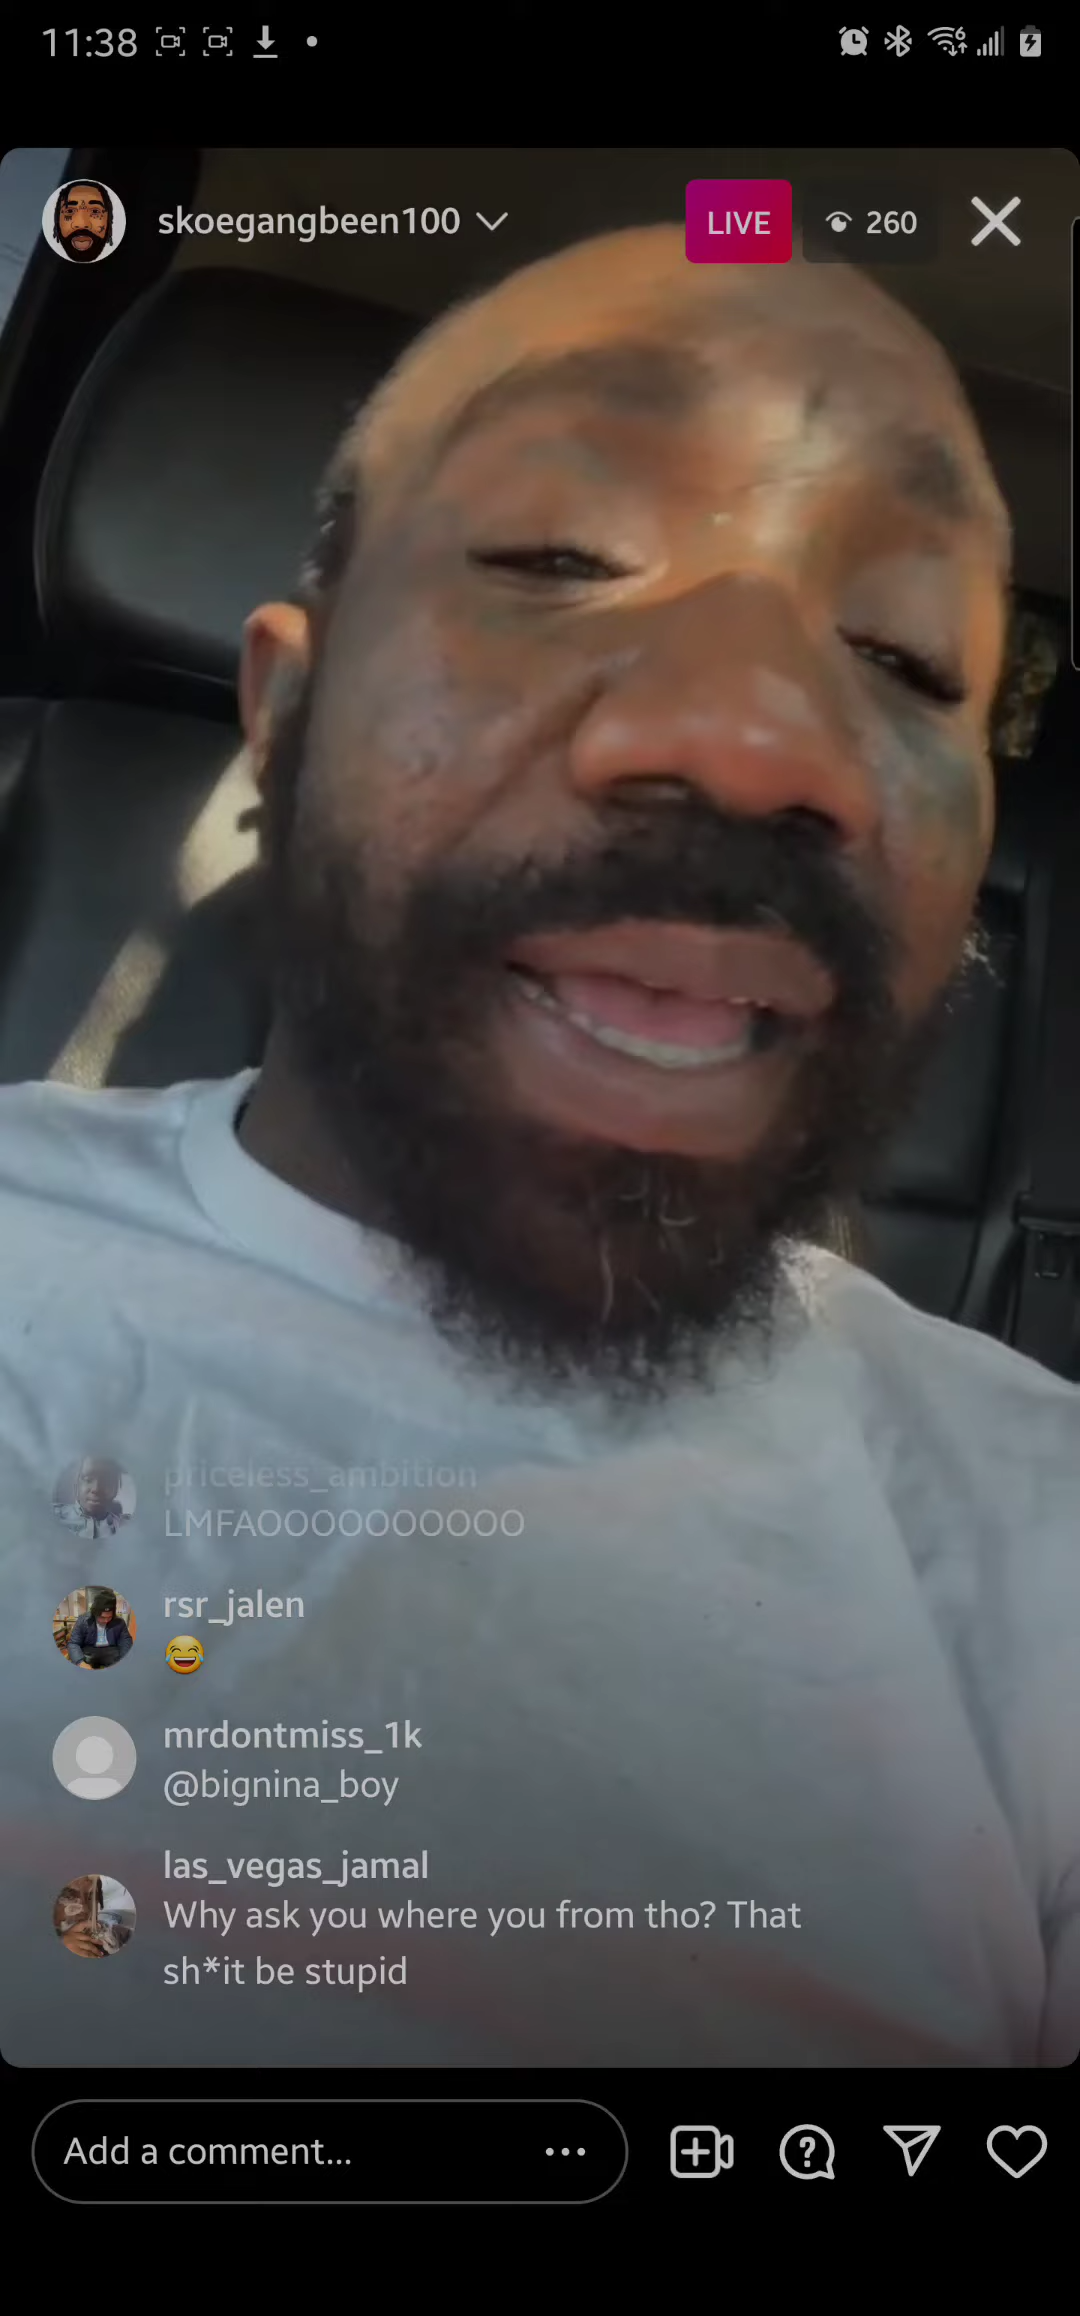 11:38
skoegangbeen100
LIVE
260
priceless_ambition
LMFAOOOOOOOOOO
rsr_jalen
😂
mrdontmiss_1k
@bignina_boy
las_vegas_jamal
Why ask you where you from tho? That
sh*it be stupid
Add a comment...